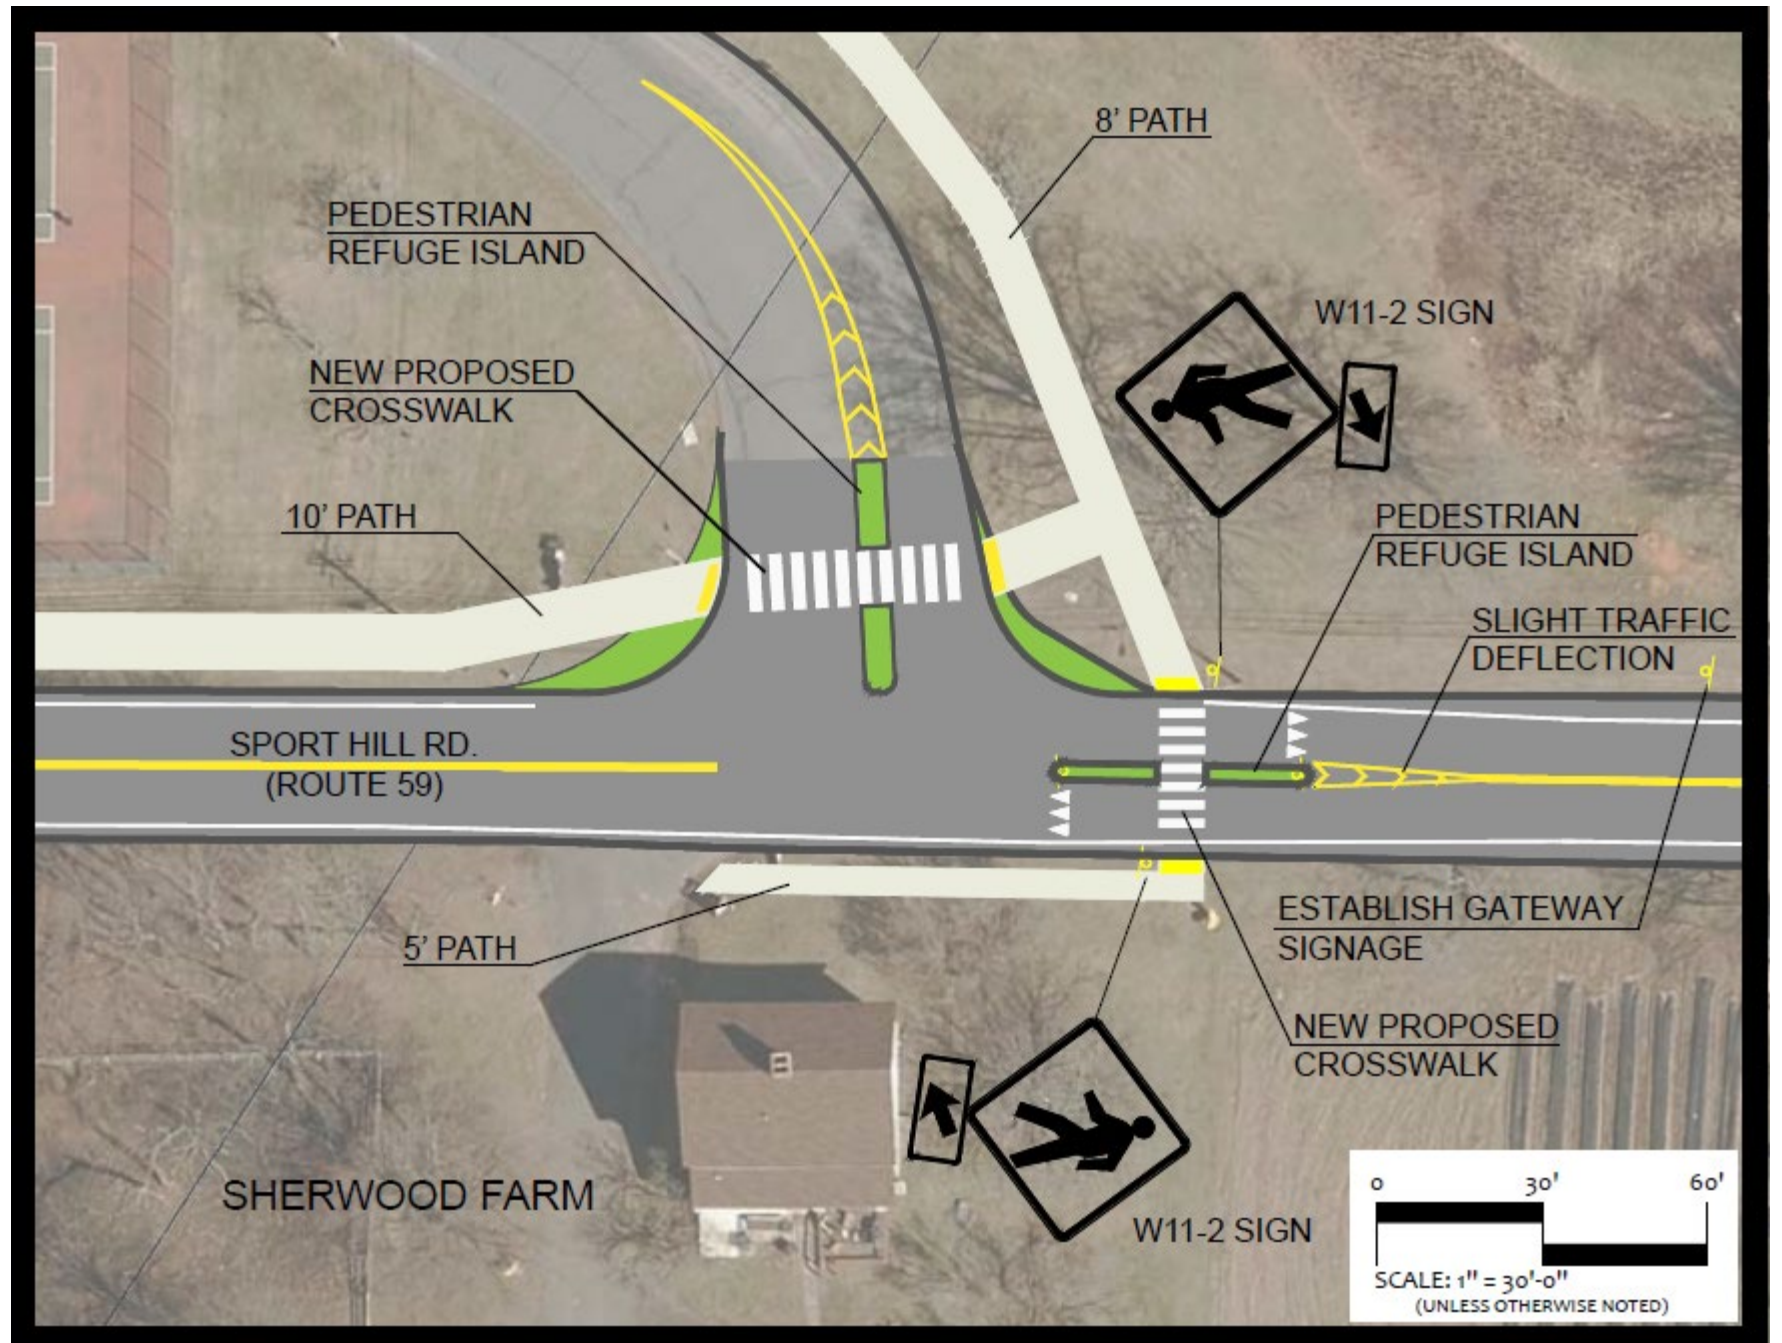 8' PATH
PEDESTRIAN
REFUGE ISLAND
W11-2 SIGN
NEW PROPOSED
CROSSWALK
10' PATH
PEDESTRIAN
REFUGE ISLAND
SLIGHT TRAFFIC
DEFLECTION
SPORT HILL RD.
(ROUTE 59)
5' PATH
ESTABLISH GATEWAY
SIGNAGE
NEW PROPOSED
CROSSWALK
SHERWOOD FARM
W11-2 SIGN
0 30' 60'
SCALE: 1" = 30'-0"
(UNLESS OTHERWISE NOTED)